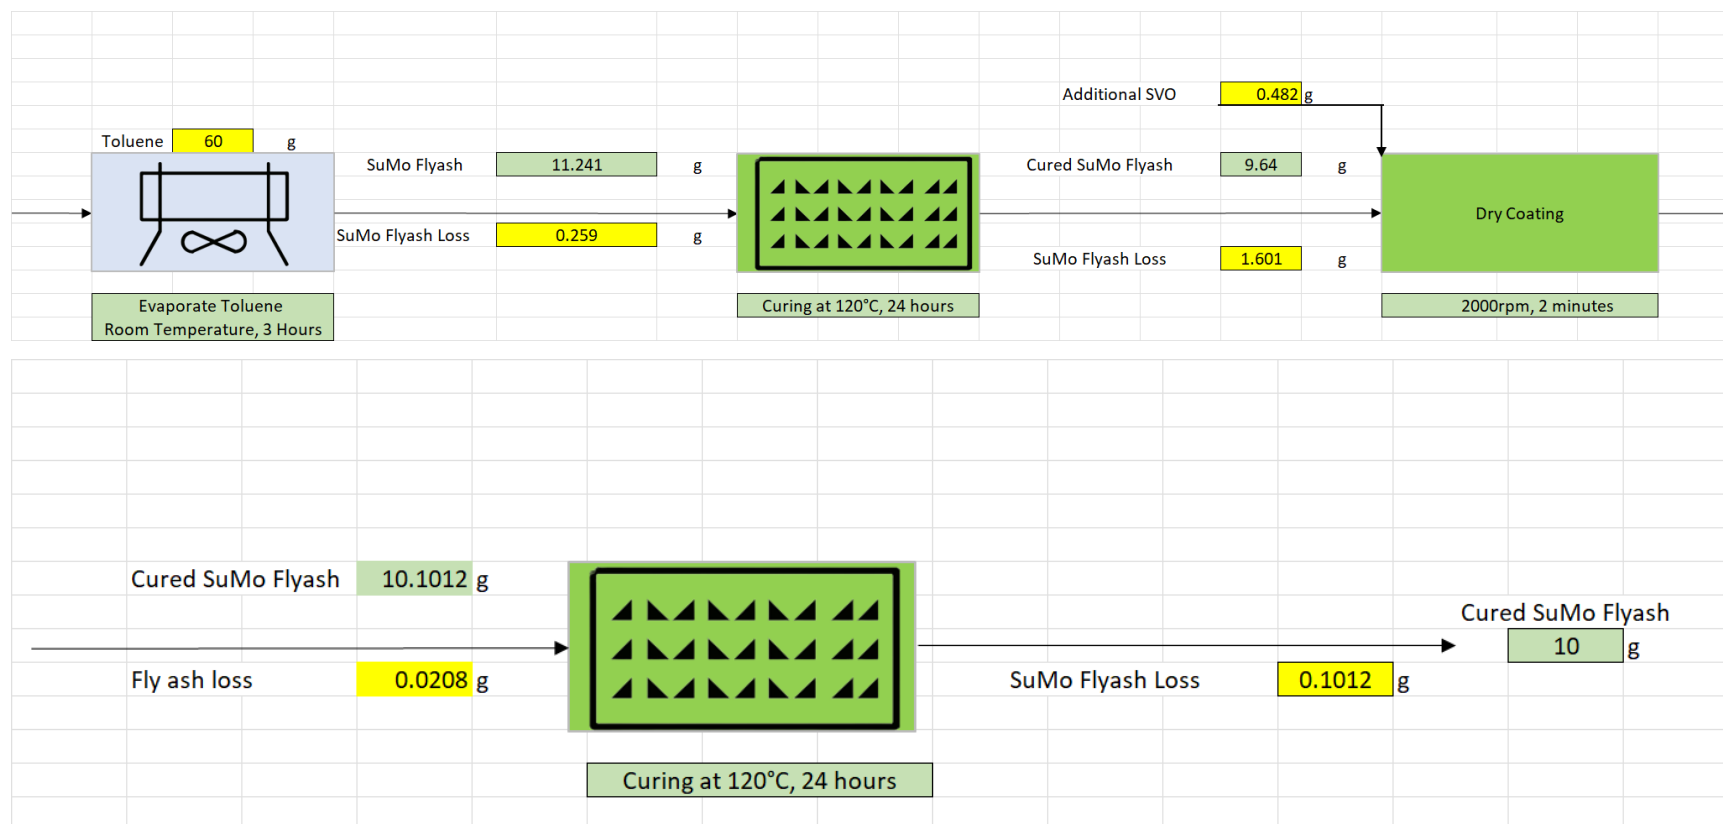 Additional SVO 0.482 g
Toluene 60 g
SuMo Flyash 11.241 g
Cured SuMo Flyash 9.64 g
Dry Coating
SuMo Flyash Loss 0.259 g
SuMo Flyash Loss 1.601 g
Evaporate Toluene
Room Temperature, 3 Hours
Curing at 120°C, 24 hours
2000rpm, 2 minutes
Cured SuMo Flyash 10.1012 g
Cured SuMo Flyash
10 g
Fly ash loss 0.0208 g
SuMo Flyash Loss 0.1012 g
Curing at 120°C, 24 hours